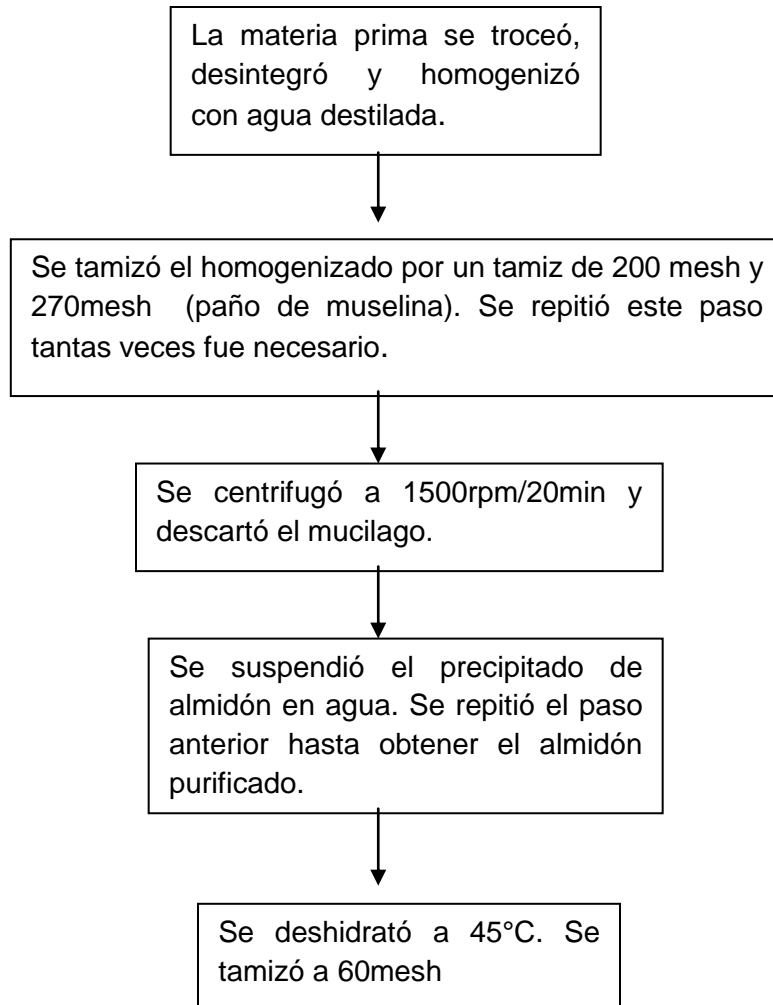 La materia prima se troceó,
desintegró y homogenizó
con agua destilada.
Se tamizó el homogenizado por un tamiz de 200 mesh y
270mesh (paño de muselina). Se repitió este paso
tantas veces fue necesario.
Se centrifugó a 1500rpm/20min y
descartó el mucilago.
Se suspendió el precipitado de
almidón en agua. Se repitió el paso
anterior hasta obtener el almidón
purificado.
Se deshidrató a 45°C. Se
tamizó a 60mesh